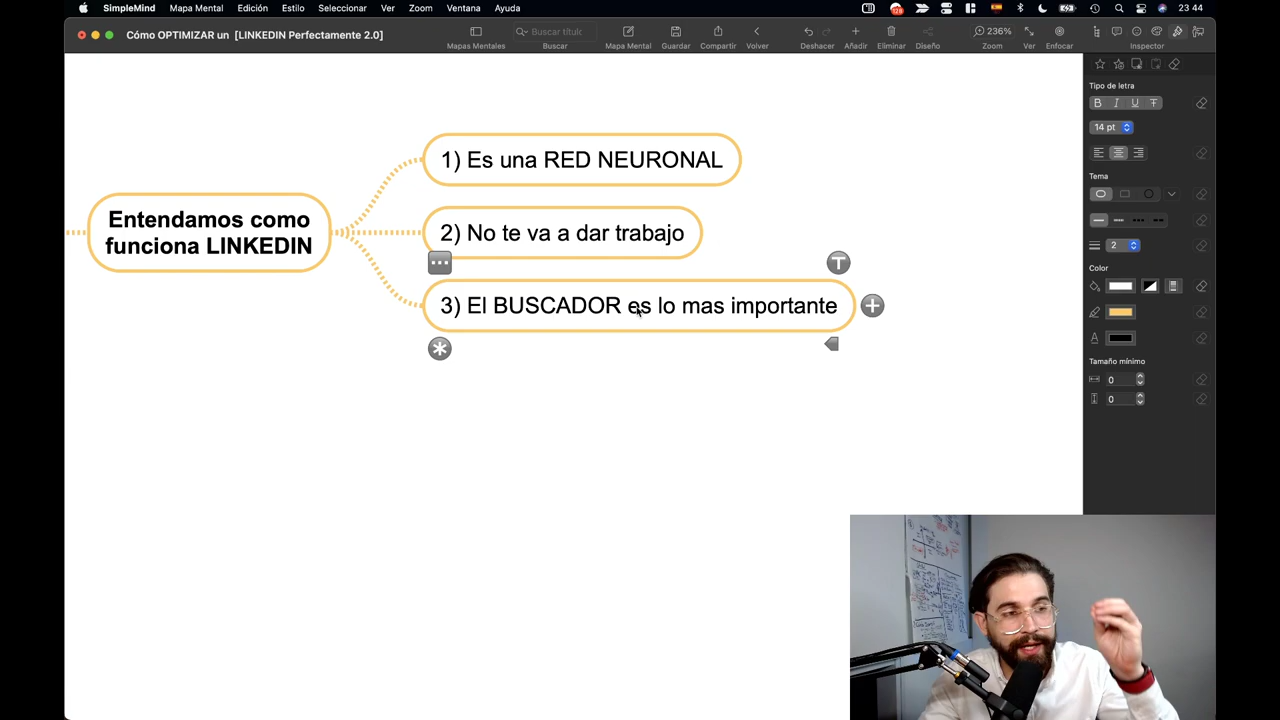 SimpleMind Mapa Mental Edición Estilo Seleccionar Ver Zoom Ventana Ayuda 23 44
Cómo OPTIMIZAR un [LINKEDIN Perfectamente 2.0]
Buscar título
236%
Mapas Mentales Buscar Mapa Mental Guardar Compartir Volver Deshacer Añadir Eliminar Diseño Zoom Ver Enfocar Inspector
Tipo de letra
B I U T
14 pt
Tema
2
Color
A
Tamaño mínimo
0
0
Entendamos como
funciona LINKEDIN
1) Es una RED NEURONAL
2) No te va a dar trabajo
T
3) El BUSCADOR es lo mas importante